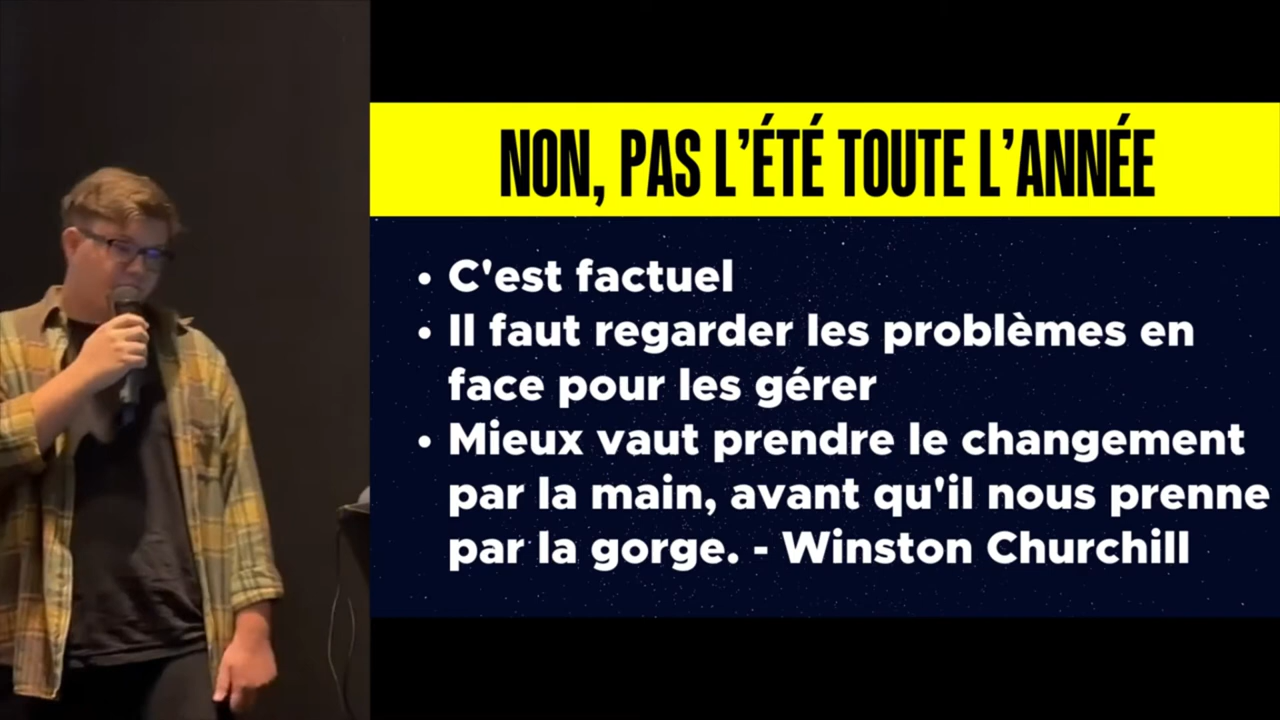 NON, PAS L'ÉTÉ TOUTE L'ANNÉE
• C'est factuel
• Il faut regarder les problèmes en
face pour les gérer
• Mieux vaut prendre le changement
par la main, avant qu'il nous prenne
par la gorge. - Winston Churchill